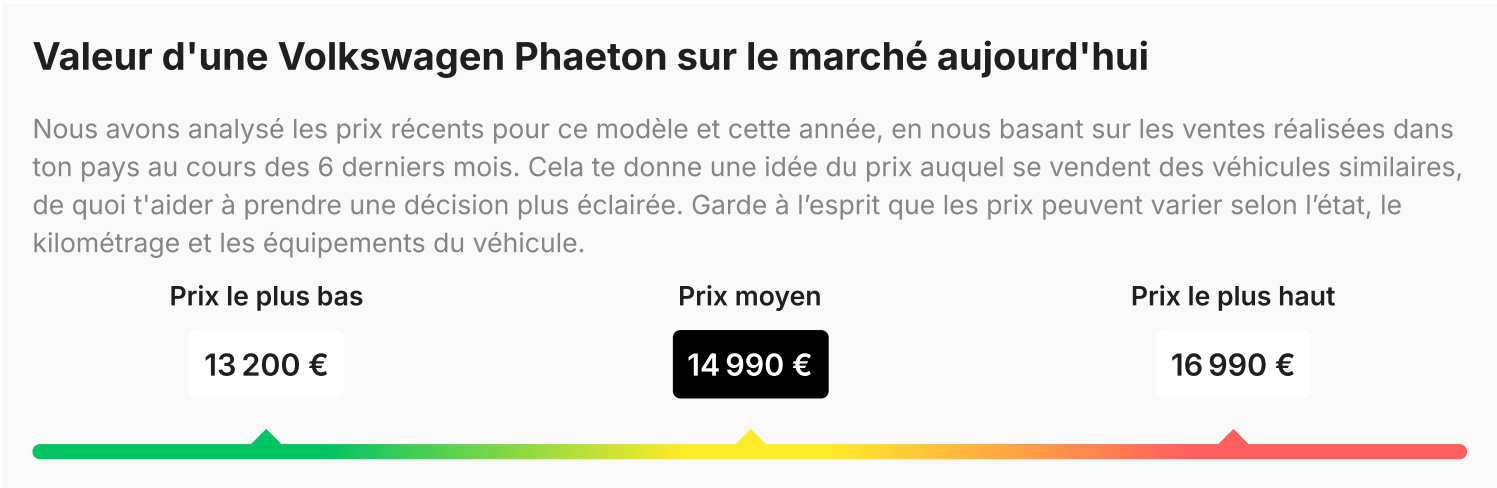 Valeur d'une Volkswagen Phaeton sur le marché aujourd'hui
Nous avons analysé les prix récents pour ce modèle et cette année, en nous basant sur les ventes réalisées dans
ton pays au cours des 6 derniers mois. Cela te donne une idée du prix auquel se vendent des véhicules similaires,
de quoi t'aider à prendre une décision plus éclairée. Garde à l’esprit que les prix peuvent varier selon l’état, le
kilométrage et les équipements du véhicule.
Prix le plus bas
13 200 €
Prix moyen
14 990 €
Prix le plus haut
16 990 €